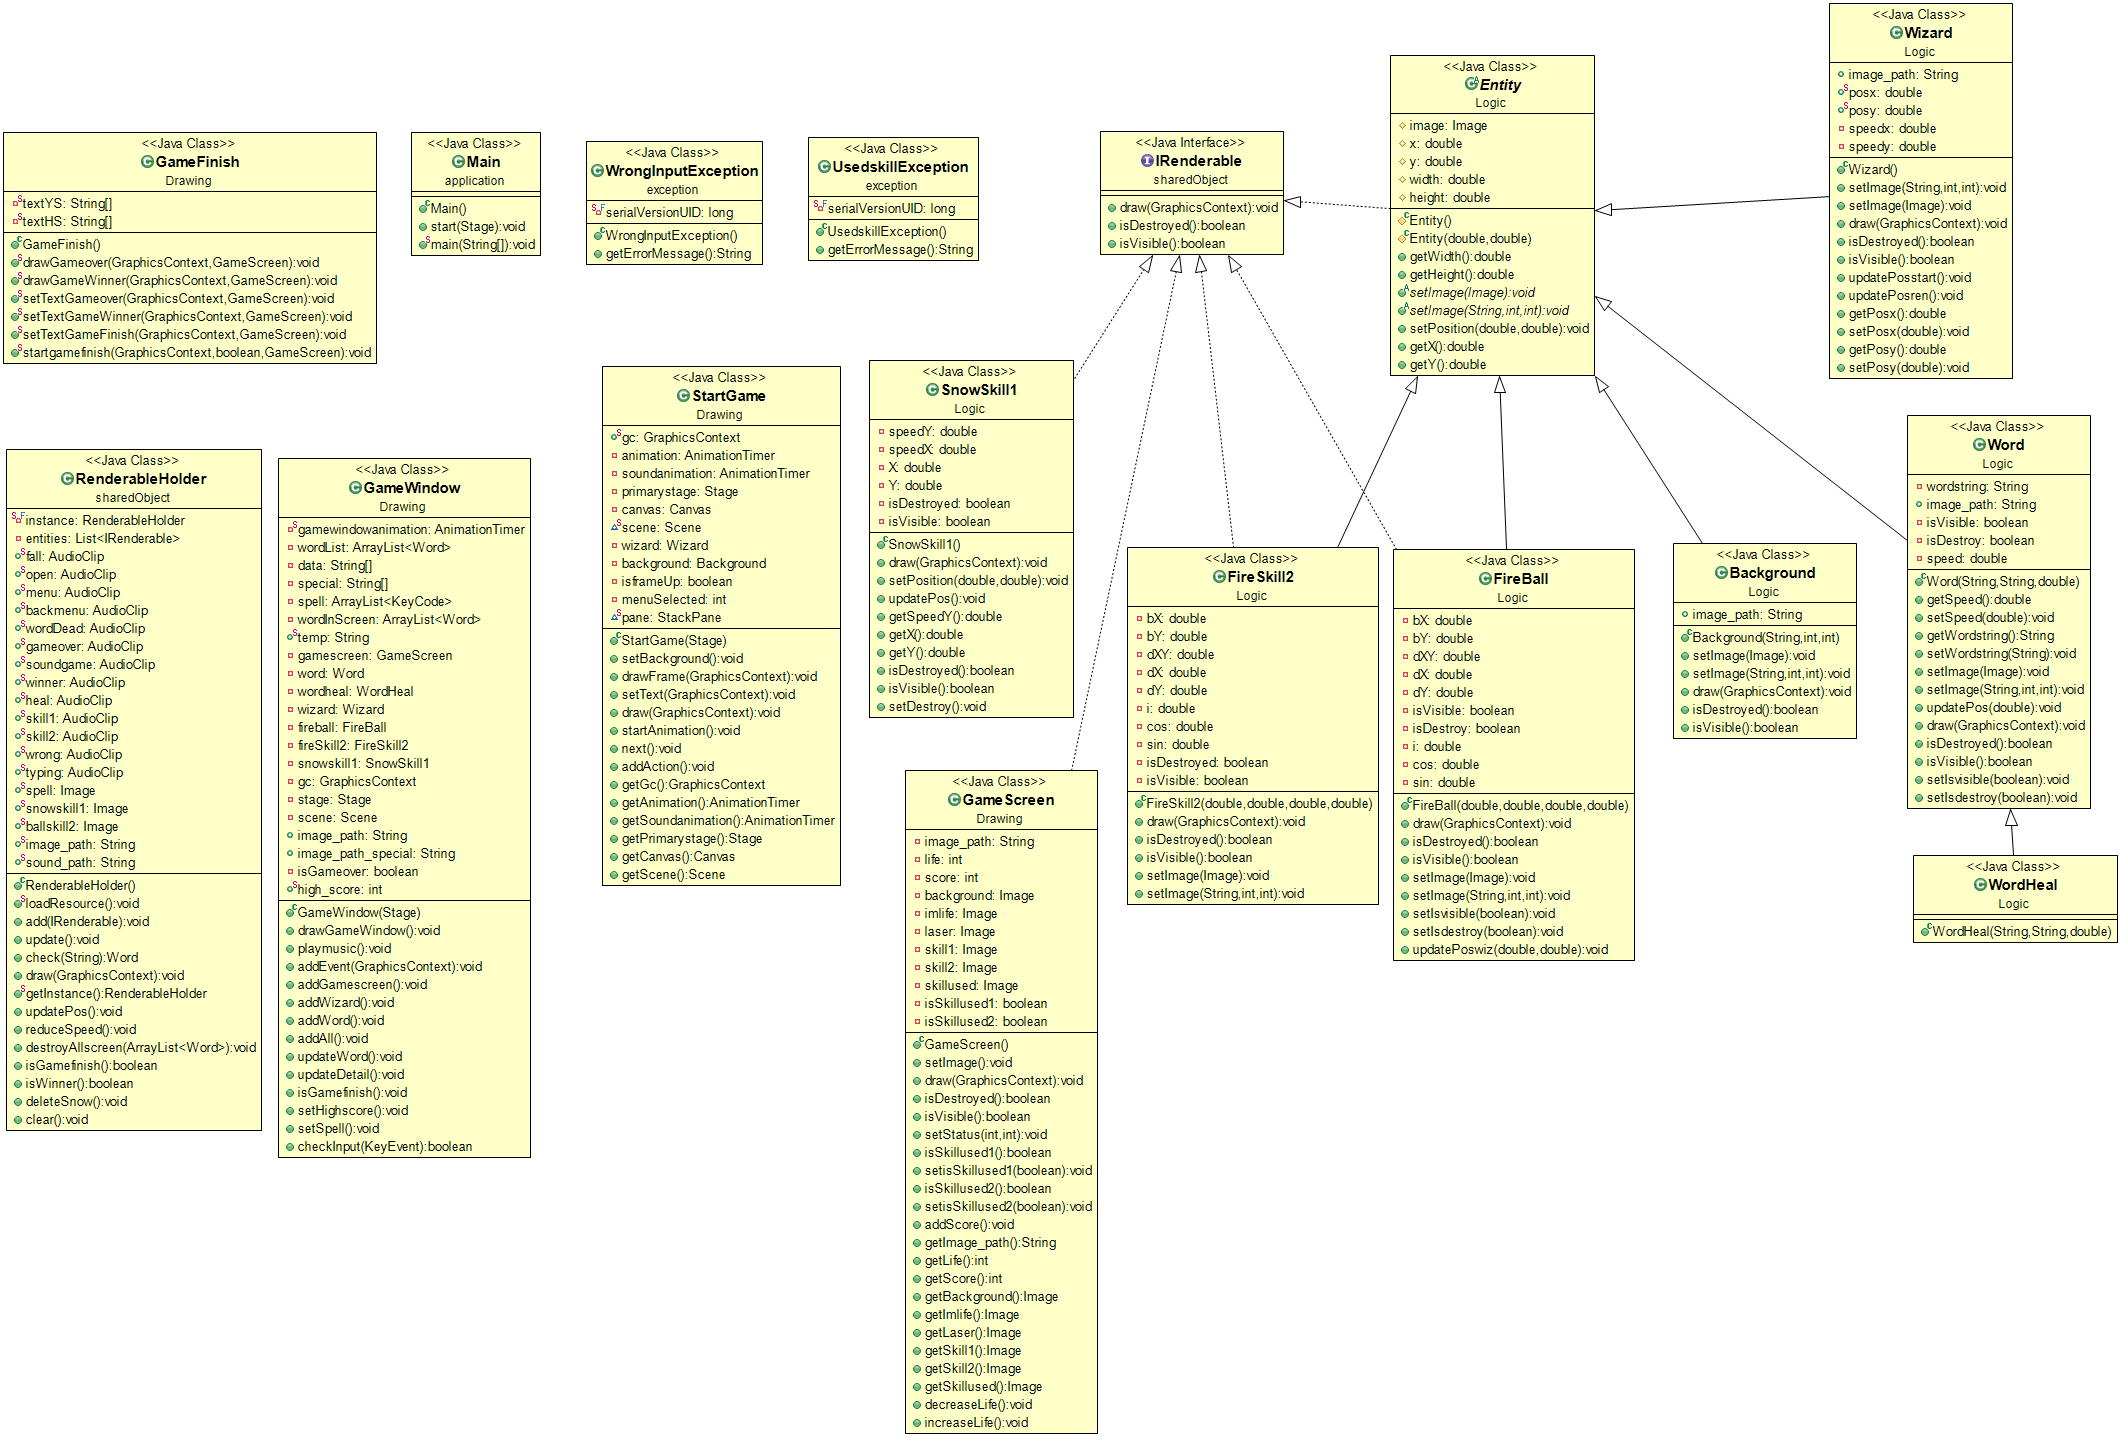 <<Java Class>>
GameFinish
Drawing
textYS: String[]
textHS: String[]
GameFinish()
drawGameover(GraphicsContext,GameScreen):void
drawGameWinner(GraphicsContext,GameScreen):void
setTextGameover(GraphicsContext,GameScreen):void
setTextGameWinner(GraphicsContext,GameScreen):void
setTextGameFinish(GraphicsContext,GameScreen):void
startgamefinish(GraphicsContext,boolean,GameScreen):void
<<Java Class>>
Main
application
Main()
start(Stage):void
main(String[]):void
<<Java Class>>
WrongInputException
exception
serialVersionUID: long
WrongInputException()
getErrorMessage():String
<<Java Class>>
UsedskillException
exception
serialVersionUID: long
UsedskillException()
getErrorMessage():String
<<Java Interface>>
IRenderable
sharedObject
draw(GraphicsContext):void
isDestroyed():boolean
isVisible():boolean
<<Java Class>>
Entity
Logic
image: Image
x: double
y: double
width: double
height: double
Entity()
Entity(double,double)
getWidth():double
getHeight():double
setImage(Image):void
setImage(String,int,int):void
setPosition(double,double):void
getX():double
getY():double
<<Java Class>>
Wizard
Logic
image_path: String
posx: double
posy: double
speedx: double
speedy: double
Wizard()
setImage(String,int,int):void
setImage(Image):void
draw(GraphicsContext):void
isDestroyed():boolean
isVisible():boolean
updatePosstart():void
updatePosren():void
getPosx():double
setPosx(double):void
getPosy():double
setPosy(double):void
<<Java Class>>
RenderableHolder
sharedObject
instance: RenderableHolder
entities: List<IRenderable>
fall: AudioClip
open: AudioClip
menu: AudioClip
backmenu: AudioClip
wordDead: AudioClip
gameover: AudioClip
soundgame: AudioClip
winner: AudioClip
heal: AudioClip
skill1: AudioClip
skill2: AudioClip
wrong: AudioClip
typing: AudioClip
spell: Image
snowskill1: Image
ballskill2: Image
image_path: String
sound_path: String
RenderableHolder()
loadResource():void
add(IRenderable):void
update():void
check(String):Word
draw(GraphicsContext):void
getInstance():RenderableHolder
updatePos():void
reduceSpeed():void
destroyAllscreen(ArrayList<Word>):void
isGamefinish():boolean
isWinner():boolean
deleteSnow():void
clear():void
<<Java Class>>
GameWindow
Drawing
gamewindowanimation: AnimationTimer
wordList: ArrayList<Word>
data: String[]
special: String[]
spell: ArrayList<KeyCode>
wordInScreen: ArrayList<Word>
temp: String
gamescreen: GameScreen
word: Word
wordheal: WordHeal
wizard: Wizard
fireball: FireBall
fireSkill2: FireSkill2
snowskill1: SnowSkill1
gc: GraphicsContext
stage: Stage
scene: Scene
image_path: String
image_path_special: String
isGameover: boolean
high_score: int
GameWindow(Stage)
drawGameWindow():void
playmusic():void
addEvent(GraphicsContext):void
addGamescreen():void
addWizard():void
addWord():void
addAll():void
updateWord():void
updateDetail():void
isGamefinish():void
setHighscore():void
setSpell():void
checkInput(KeyEvent):boolean
<<Java Class>>
StartGame
Drawing
gc: GraphicsContext
animation: AnimationTimer
soundanimation: AnimationTimer
primarystage: Stage
canvas: Canvas
scene: Scene
wizard: Wizard
background: Background
isframeUp: boolean
menuSelected: int
pane: StackPane
StartGame(Stage)
setBackground():void
drawFrame(GraphicsContext):void
setText(GraphicsContext):void
draw(GraphicsContext):void
startAnimation():void
next():void
addAction():void
getGc():GraphicsContext
getAnimation():AnimationTimer
getSoundanimation():AnimationTimer
getPrimarystage():Stage
getCanvas():Canvas
getScene():Scene
<<Java Class>>
SnowSkill1
Logic
speedY: double
speedX: double
X: double
Y: double
isDestroyed: boolean
isVisible: boolean
SnowSkill1()
draw(GraphicsContext):void
setPosition(double,double):void
updatePos():void
getSpeedY():double
getX():double
getY():double
isDestroyed():boolean
isVisible():boolean
setDestroy():void
<<Java Class>>
GameScreen
Drawing
image_path: String
life: int
score: int
background: Image
imlife: Image
laser: Image
skill1: Image
skill2: Image
skillused: Image
isSkillused1: boolean
isSkillused2: boolean
GameScreen()
setImage():void
draw(GraphicsContext):void
isDestroyed():boolean
isVisible():boolean
setStatus(int,int):void
isSkillused1():boolean
setisSkillused1(boolean):void
isSkillused2():boolean
setisSkillused2(boolean):void
addScore():void
getImage_path():String
getLife():int
getScore():int
getBackground():Image
getImlife():Image
getLaser():Image
getSkill1():Image
getSkill2():Image
getSkillused():Image
decreaseLife():void
increaseLife():void
<<Java Class>>
FireSkill2
Logic
bX: double
bY: double
dXY: double
dX: double
dY: double
i: double
cos: double
sin: double
isDestroyed: boolean
isVisible: boolean
FireSkill2(double,double,double,double)
draw(GraphicsContext):void
isDestroyed():boolean
isVisible():boolean
setImage(Image):void
setImage(String,int,int):void
<<Java Class>>
FireBall
Logic
bX: double
bY: double
dXY: double
dX: double
dY: double
isVisible: boolean
isDestroy: boolean
i: double
cos: double
sin: double
FireBall(double,double,double,double)
draw(GraphicsContext):void
isDestroyed():boolean
isVisible():boolean
setImage(Image):void
setImage(String,int,int):void
setIsvisible(boolean):void
setIsdestroy(boolean):void
updatePoswiz(double,double):void
<<Java Class>>
Background
Logic
image_path: String
Background(String,int,int)
setImage(Image):void
setImage(String,int,int):void
draw(GraphicsContext):void
isDestroyed():boolean
isVisible():boolean
<<Java Class>>
Word
Logic
wordstring: String
image_path: String
isVisible: boolean
isDestroy: boolean
speed: double
Word(String,String,double)
getSpeed():double
setSpeed(double):void
getWordstring():String
setWordstring(String):void
setImage(Image):void
setImage(String,int,int):void
updatePos(double):void
draw(GraphicsContext):void
isDestroyed():boolean
isVisible():boolean
setIsvisible(boolean):void
setIsdestroy(boolean):void
<<Java Class>>
WordHeal
Logic
WordHeal(String,String,double)